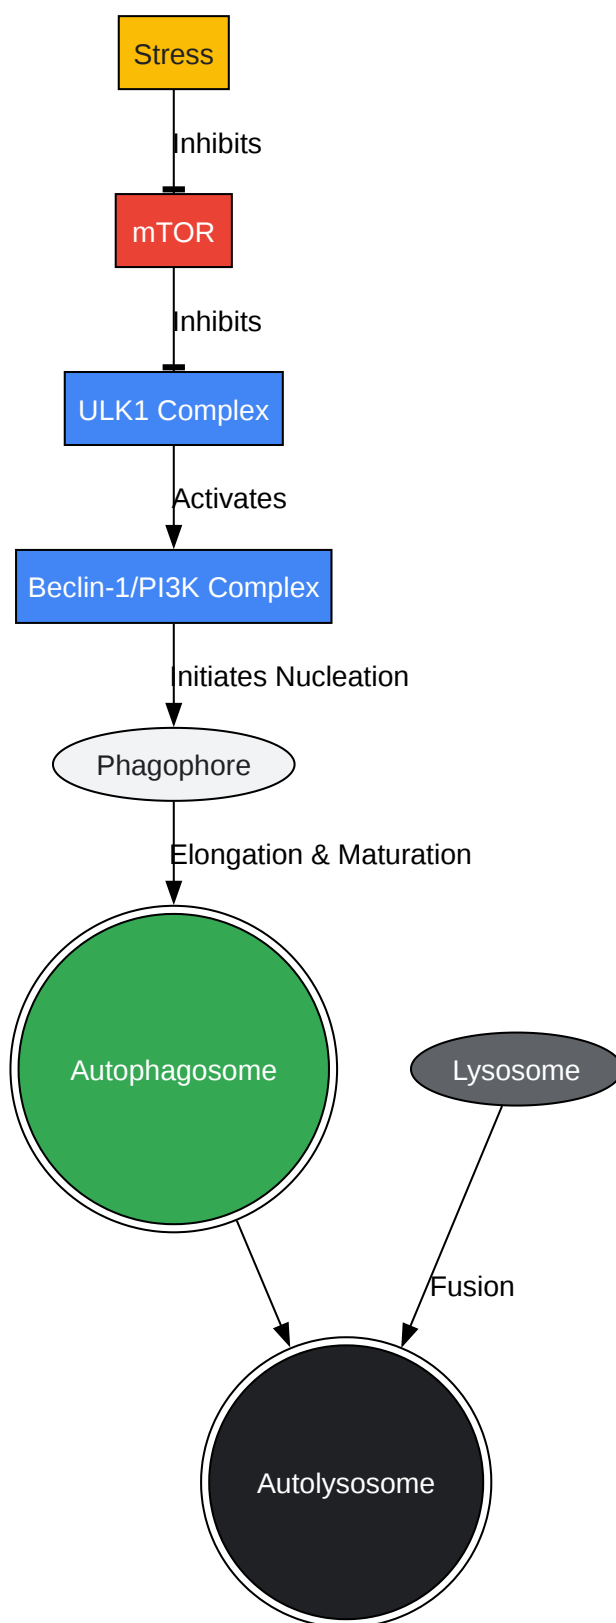 Stress
Inhibits
mTOR
Inhibits
ULK1 Complex
Activates
Beclin-1/PI3K Complex
Initiates Nucleation
Phagophore
Elongation & Maturation
Autophagosome
Lysosome
Fusion
Autolysosome